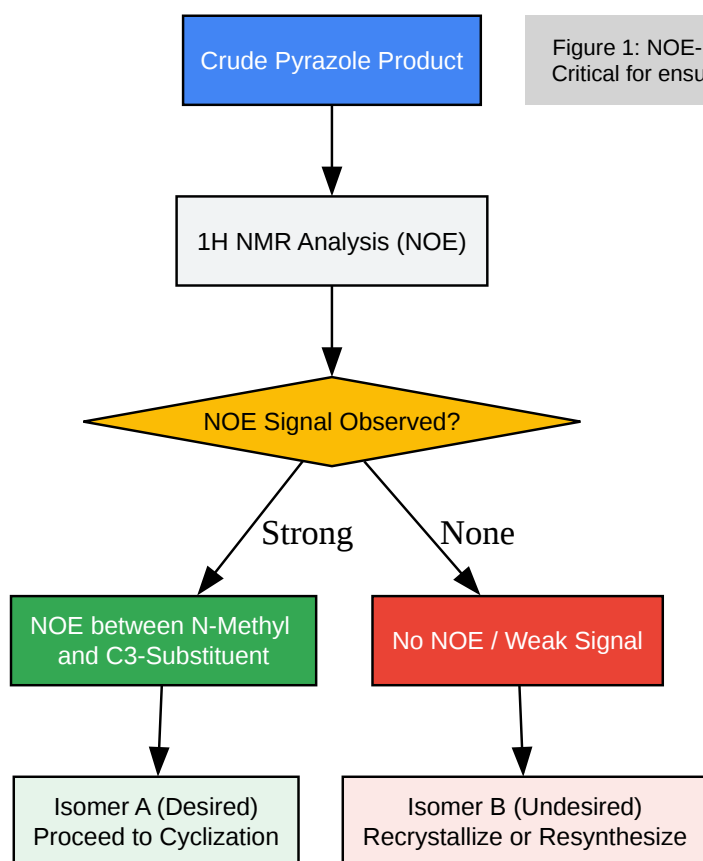 Crude Pyrazole Product
Figure 1: NOE-
Critical for ensu
1H NMR Analysis (NOE)
NOE Signal Observed?
Strong
None
NOE between N-Methyl
and C3-Substituent
No NOE / Weak Signal
Isomer A (Desired)
Proceed to Cyclization
Isomer B (Undesired)
Recrystallize or Resynthesize